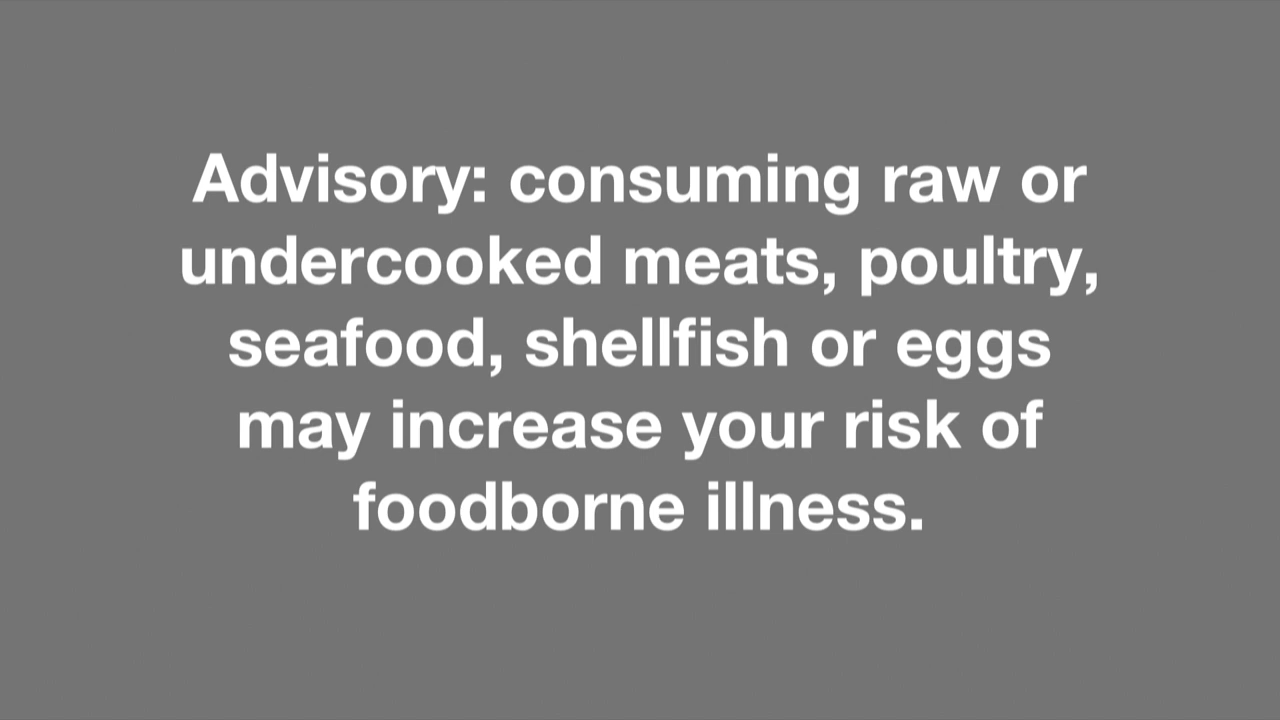 Advisory: consuming raw or
undercooked meats, poultry,
seafood, shellfish or eggs
may increase your risk of
foodborne illness.